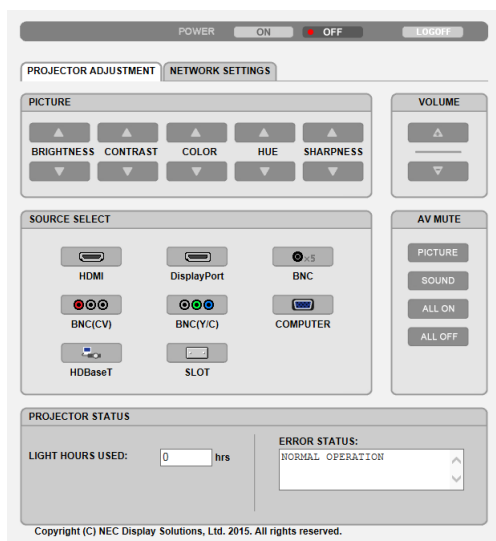 POWER ON OFF LOGOFF
PROJECTOR ADJUSTMENT NETWORK SETTINGS
PICTURE
BRIGHTNESS CONTRAST COLOR HUE SHARPNESS
VOLUME
SOURCE SELECT
HDMI DisplayPort ×5 BNC
BNC(CV) BNC(Y/C) COMPUTER
HDBaseT SLOT
AV MUTE
PICTURE
SOUND
ALL ON
ALL OFF
PROJECTOR STATUS
LIGHT HOURS USED: 0 hrs
ERROR STATUS:
NORMAL OPERATION
Copyright (C) NEC Display Solutions, Ltd. 2015. All rights reserved.